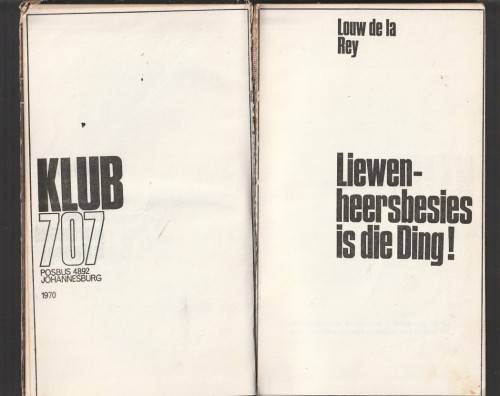 KLUB
707
POSBUS 4892
JOHANNESBURG
1970
Louw de la
Rey
Liewen-
heersbesies
is die Ding!